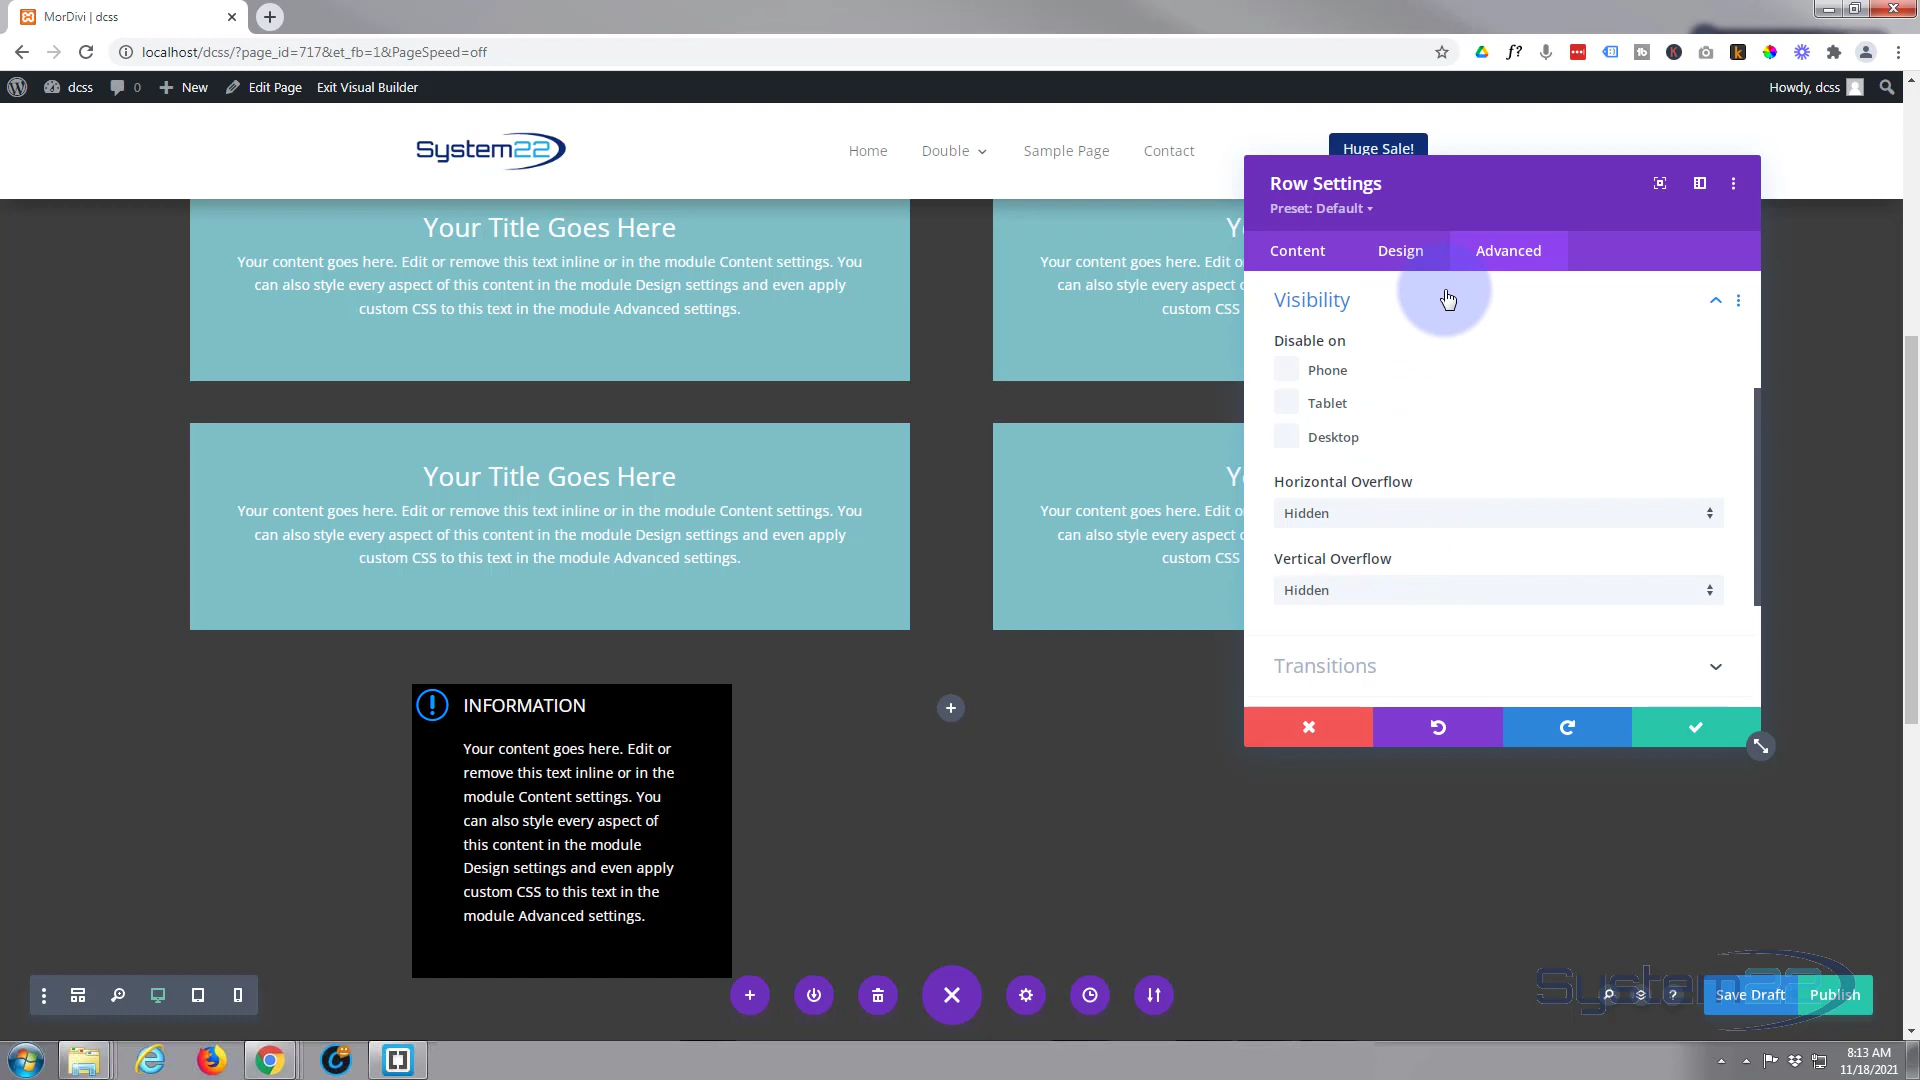 MorDivi | dcss
localhost/dcss/?page_id=717&et_fb=1&PageSpeed=off
dcss
0
New
Edit Page
Exit Visual Builder
Howdy, dcss
System22
Home
Double
Sample Page
Contact
Huge Sale!
Row Settings
Preset: Default
Content
Design
Advanced
Visibility
Disable on
Phone
Tablet
Desktop
Horizontal Overflow
Hidden
Vertical Overflow
Hidden
Transitions
Your Title Goes Here
Your content goes here. Edit or remove this text inline or in the module Content settings. You
can also style every aspect of this content in the module Design settings and even apply
custom CSS to this text in the module Advanced settings.
Y
Your content goes here. Edit o
can also style every aspect o
custom CSS
Your Title Goes Here
Your content goes here. Edit or remove this text inline or in the module Content settings. You
can also style every aspect of this content in the module Design settings and even apply
custom CSS to this text in the module Advanced settings.
Y
Your content goes here. Edit o
can also style every aspect o
custom CSS
INFORMATION
Your content goes here. Edit or
remove this text inline or in the
module Content settings. You
can also style every aspect of
this content in the module
Design settings and even apply
custom CSS to this text in the
module Advanced settings.
System22
Save Draft
Publish
8:13 AM
11/18/2021